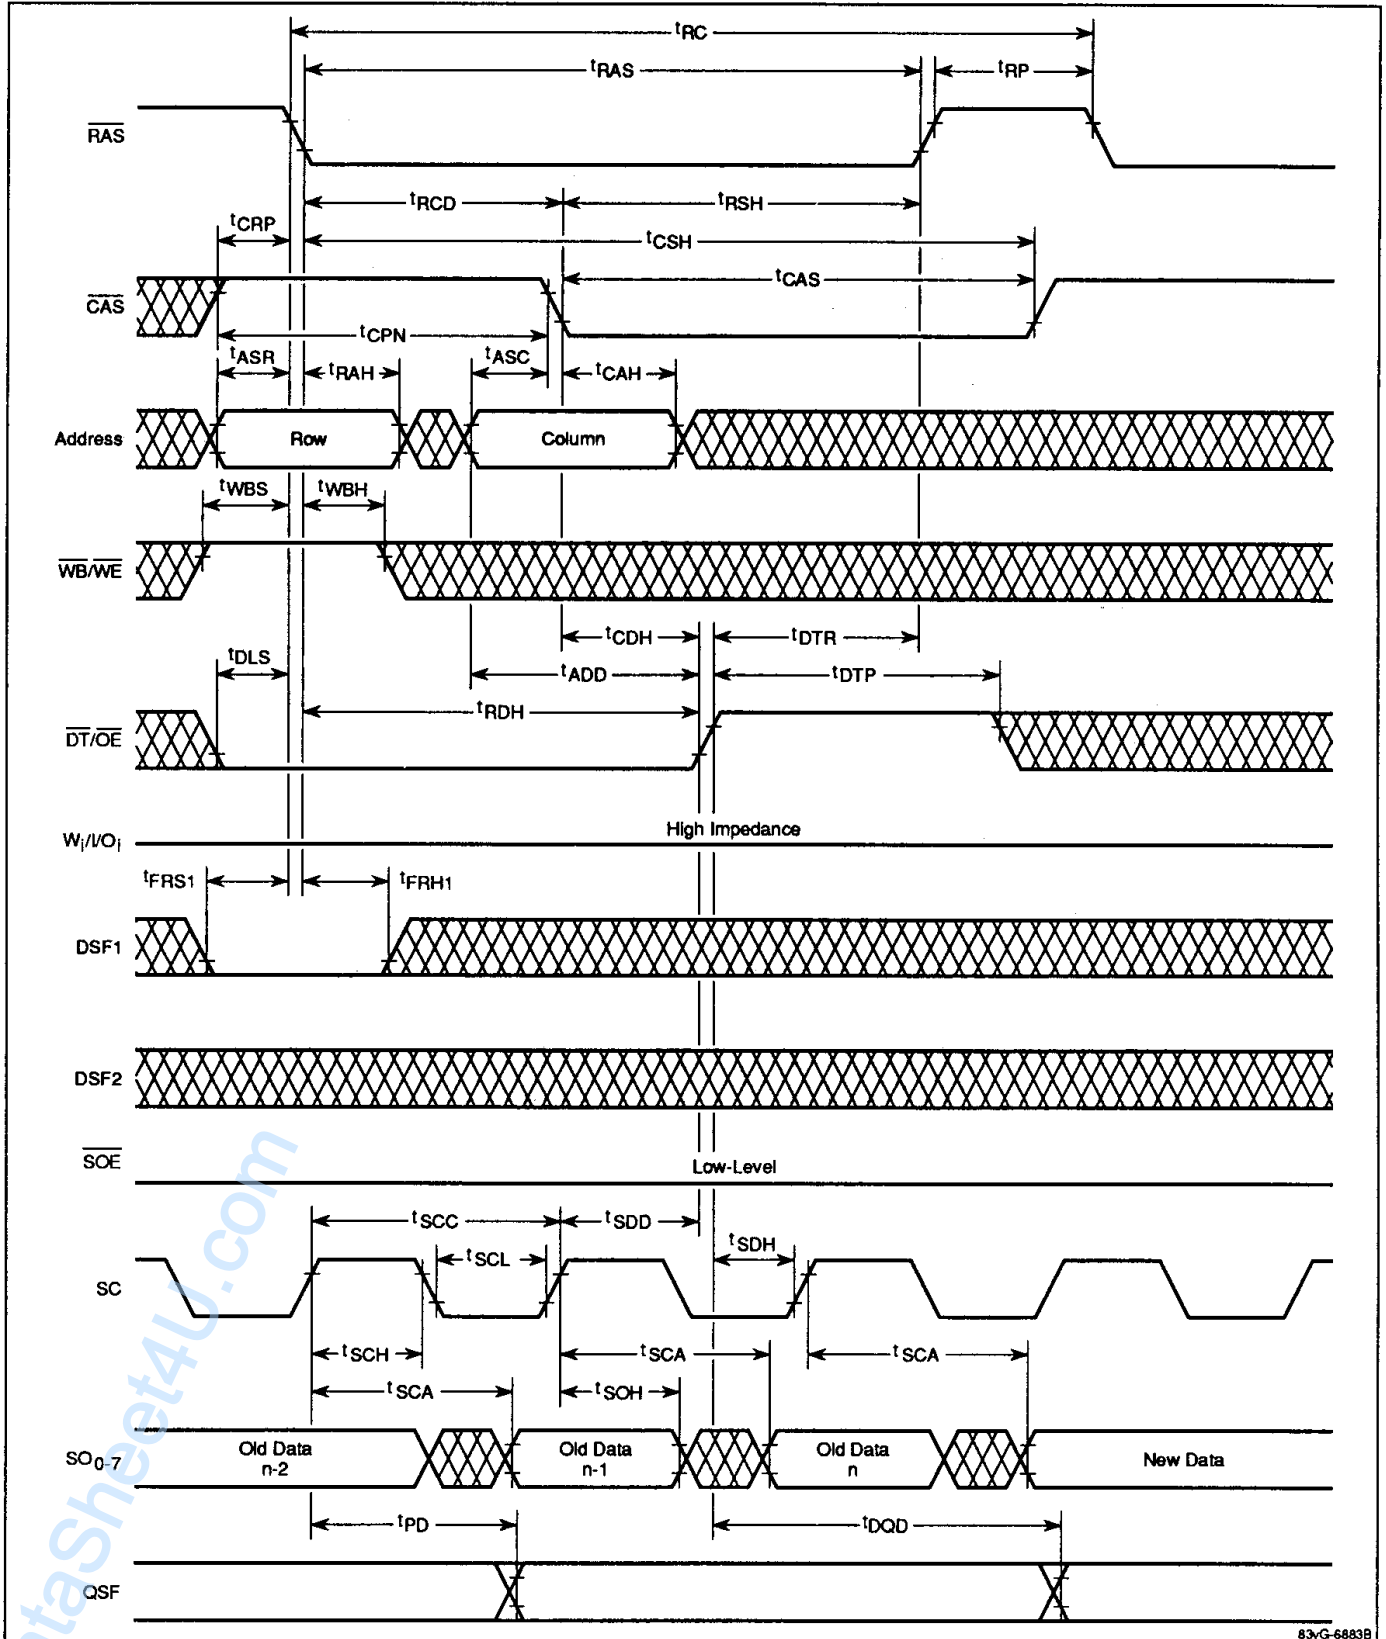 tRC
tRAS
tRP
RAS
tRCD
tRSH
tCRP
tCSH
tCAS
CAS
tCPN
tASR
tRAH
tASC
tCAH
Address
Row
Column
tWBS
tWBH
WB/WE
tCDH
tDTR
tDLS
tADD
tDTP
tRDH
DT/OE
High Impedance
Wi/I/Oi
tFRS1
tFRH1
DSF1
DSF2
SOE
Low-Level
tSCC
tSDD
tSCL
tSDH
SC
tSCH
tSCA
tSCA
tSCA
tSOH
SO0-7
Old Data
n-2
Old Data
n-1
Old Data
n
New Data
tPD
tDQD
QSF
83vG-6883B
taSheet4U.com